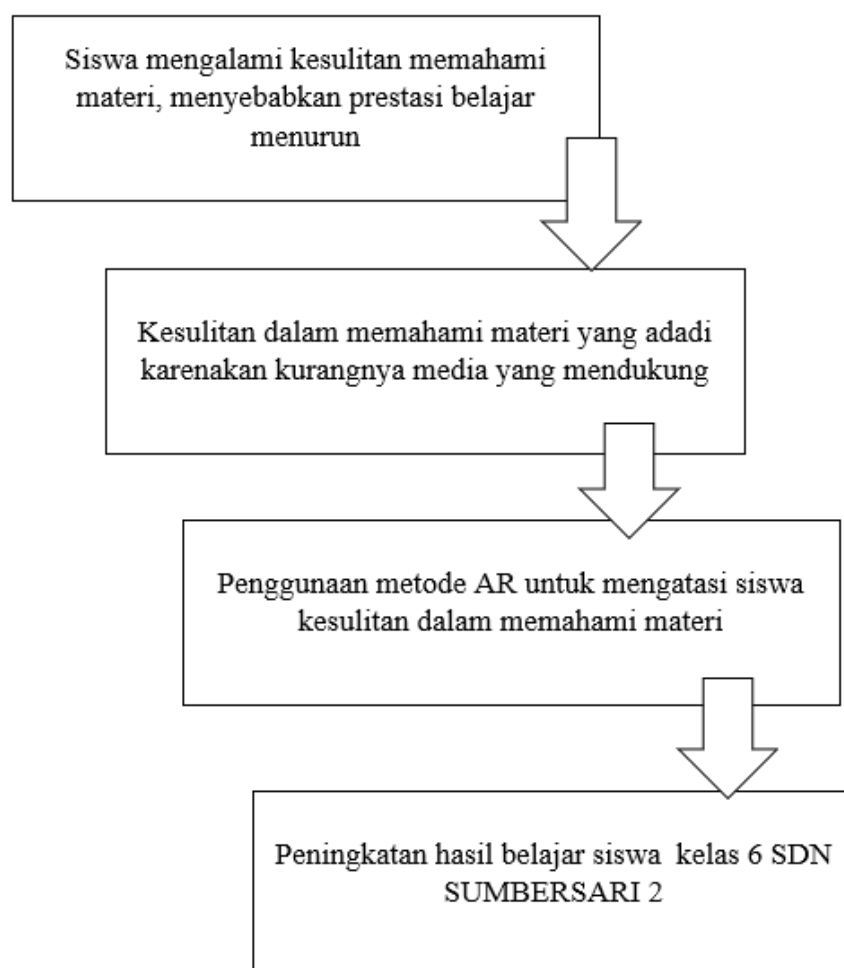 Siswa mengalami kesulitan memahami
materi, menyebabkan prestasi belajar
menurun
Kesulitan dalam memahami materi yang adadi
karenakan kurangnya media yang mendukung
Penggunaan metode AR untuk mengatasi siswa
kesulitan dalam memahami materi
Peningkatan hasil belajar siswa kelas 6 SDN
SUMBERSARI 2